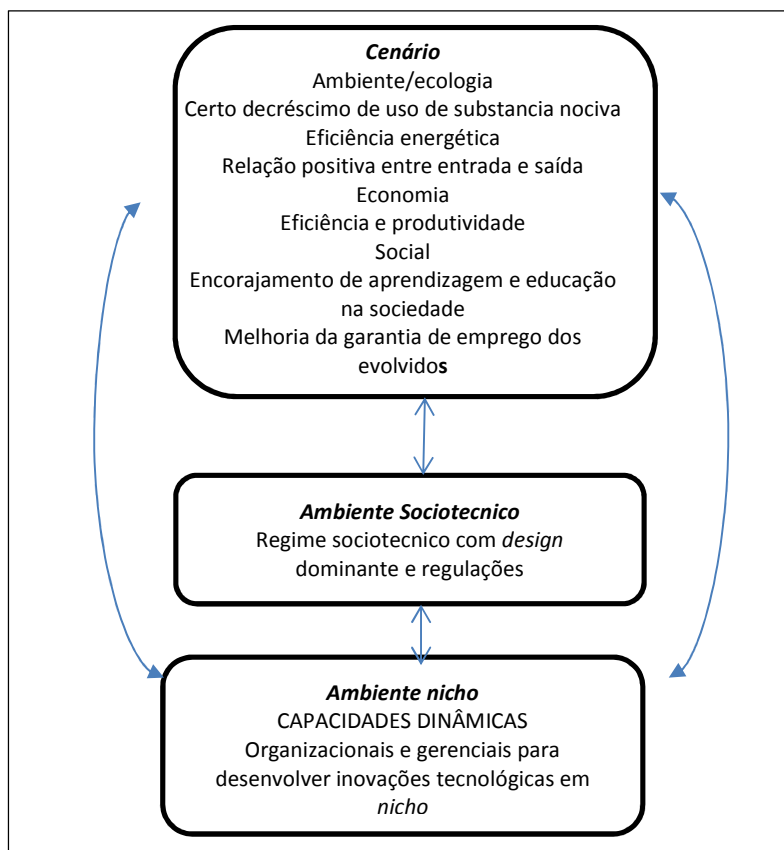 Cenário
Ambiente/ecologia
Certo decréscimo de uso de substancia nociva
Eficiência energética
Relação positiva entre entrada e saída
Economia
Eficiência e produtividade
Social
Encorajamento de aprendizagem e educação
na sociedade
Melhoria da garantia de emprego dos
evolvidos
Ambiente Sociotecnico
Regime sociotecnico com design
dominante e regulações
Ambiente nicho
CAPACIDADES DINÂMICAS
Organizacionais e gerenciais para
desenvolver inovações tecnológicas em
nicho